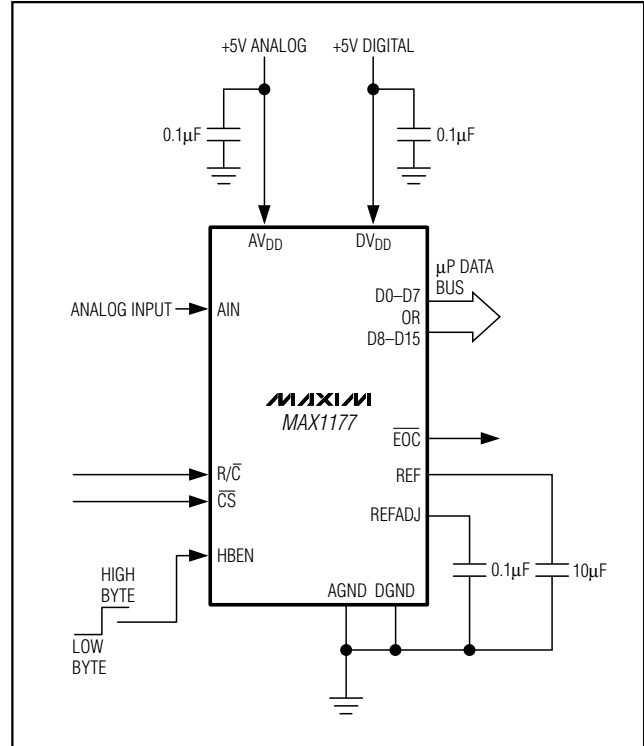 +5V ANALOG
+5V DIGITAL
0.1µF
0.1µF
AVDD
DVDD
µP DATA
BUS
ANALOG INPUT
AIN
D0–D7
OR
D8–D15
MAXIM
MAX1177
EOC
R/C
REF
CS
REFADJ
HBEN
HIGH
BYTE
LOW
BYTE
0.1µF
10µF
AGND
DGND